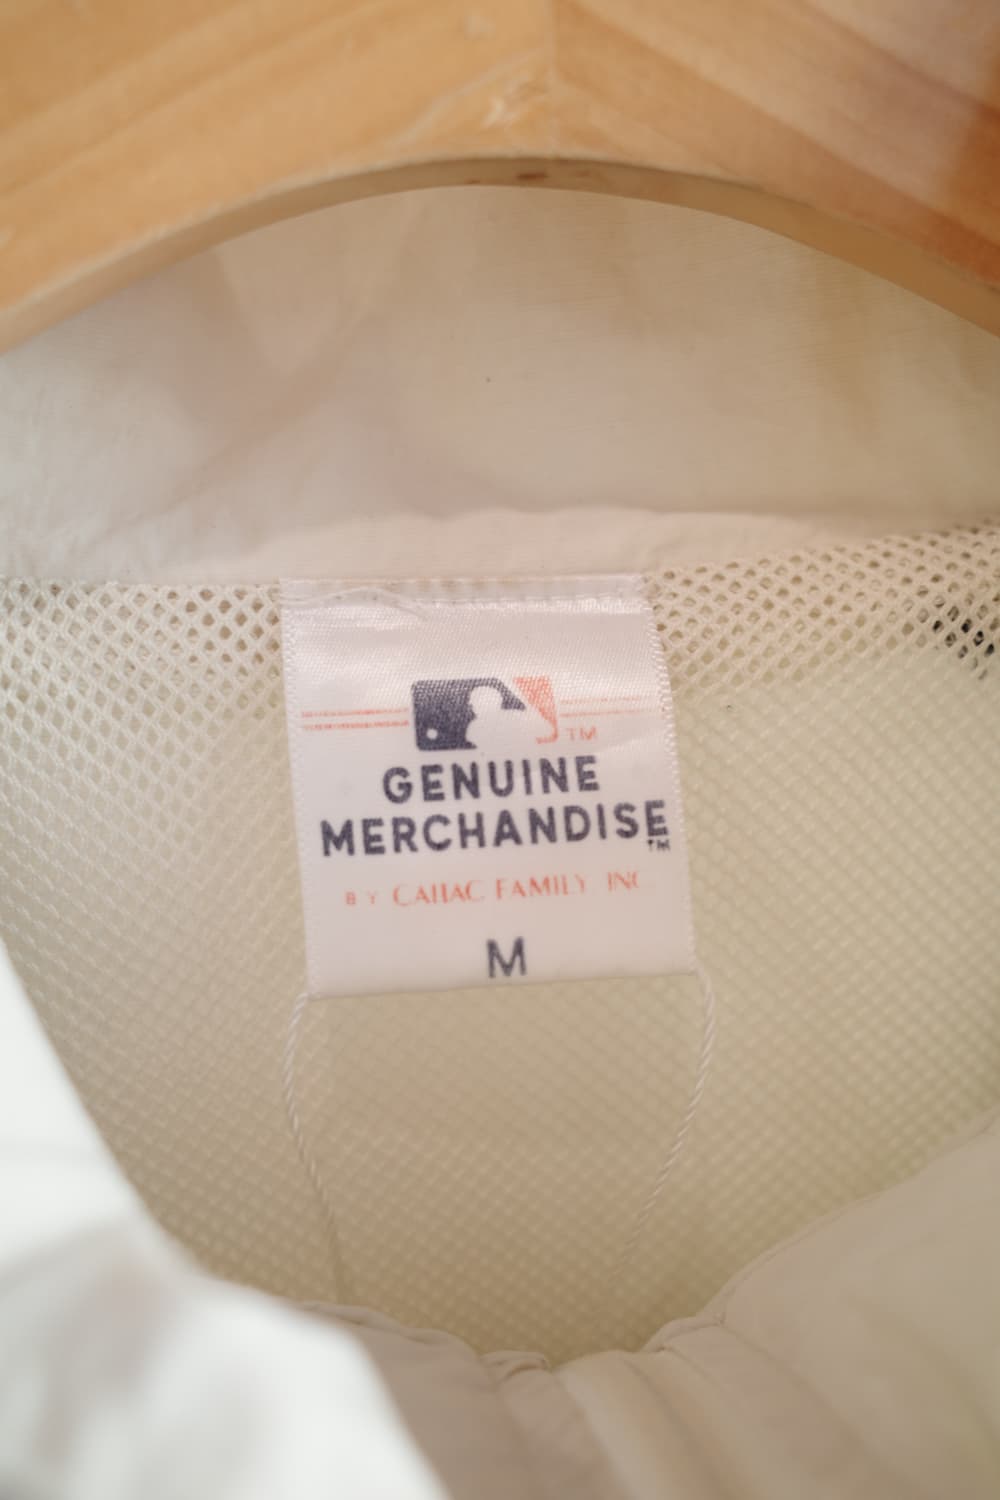 TM
GENUINE
MERCHANDISE
TM
BY CAHAC FAMILY INC
M